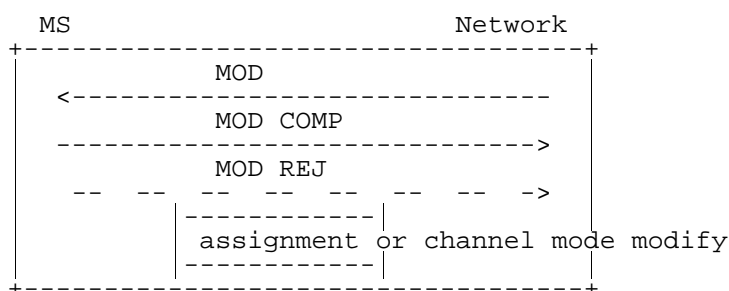 MS Network
MOD
MOD COMP
MOD REJ
assignment or channel mode modify